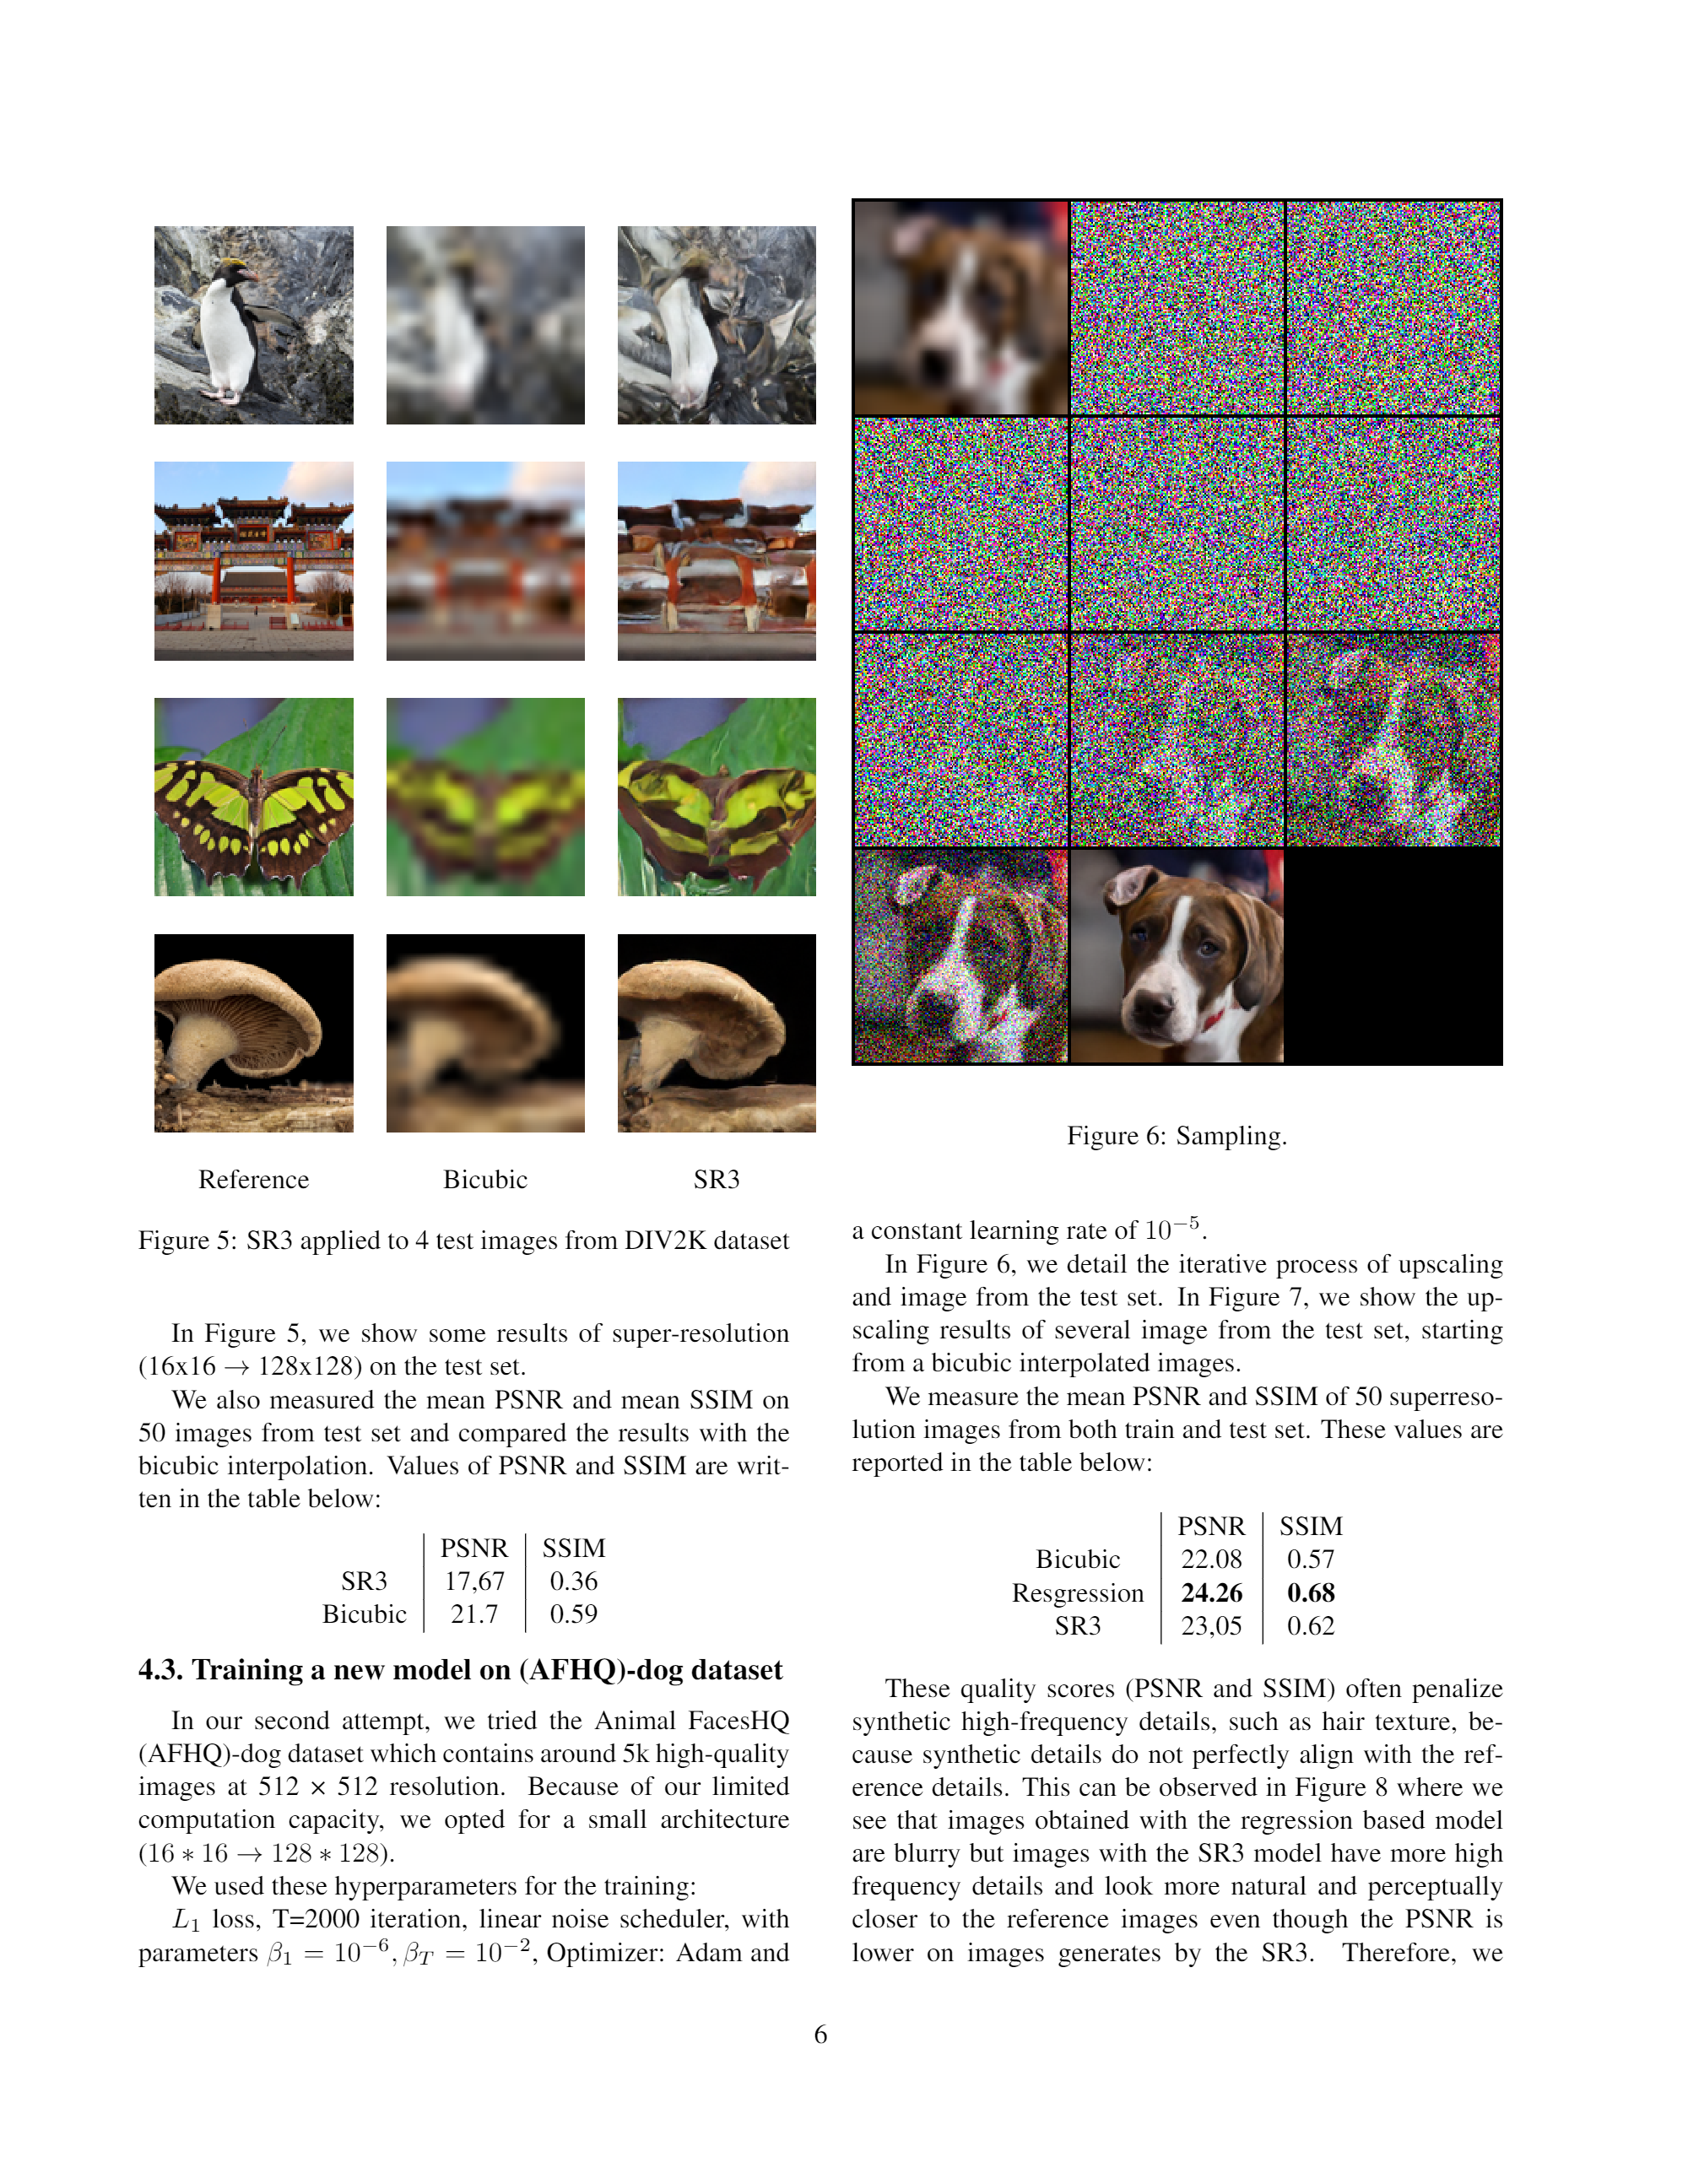 Reference Bicubic SR3
Figure 5: SR3 applied to 4 test images from DIV2K dataset
In Figure 5, we show some results of super-resolution
(16x16 → 128x128) on the test set.
We also measured the mean PSNR and mean SSIM on
50 images from test set and compared the results with the
bicubic interpolation. Values of PSNR and SSIM are writ-
ten in the table below:
PSNR SSIM
SR3 17,67 0.36
Bicubic 21.7 0.59
4.3. Training a new model on (AFHQ)-dog dataset
In our second attempt, we tried the Animal FacesHQ
(AFHQ)-dog dataset which contains around 5k high-quality
images at 512 × 512 resolution. Because of our limited
computation capacity, we opted for a small architecture
(16 ∗ 16 → 128 ∗ 128).
We used these hyperparameters for the training:
L₁ loss, T=2000 iteration, linear noise scheduler, with
parameters β₁ = 10⁻⁶, β_T = 10⁻², Optimizer: Adam and
Figure 6: Sampling.
a constant learning rate of 10⁻⁵.
In Figure 6, we detail the iterative process of upscaling
and image from the test set. In Figure 7, we show the up-
scaling results of several image from the test set, starting
from a bicubic interpolated images.
We measure the mean PSNR and SSIM of 50 superreso-
lution images from both train and test set. These values are
reported in the table below:
PSNR SSIM
Bicubic 22.08 0.57
Resgression 24.26 0.68
SR3 23,05 0.62
These quality scores (PSNR and SSIM) often penalize
synthetic high-frequency details, such as hair texture, be-
cause synthetic details do not perfectly align with the ref-
erence details. This can be observed in Figure 8 where we
see that images obtained with the regression based model
are blurry but images with the SR3 model have more high
frequency details and look more natural and perceptually
closer to the reference images even though the PSNR is
lower on images generates by the SR3. Therefore, we
6